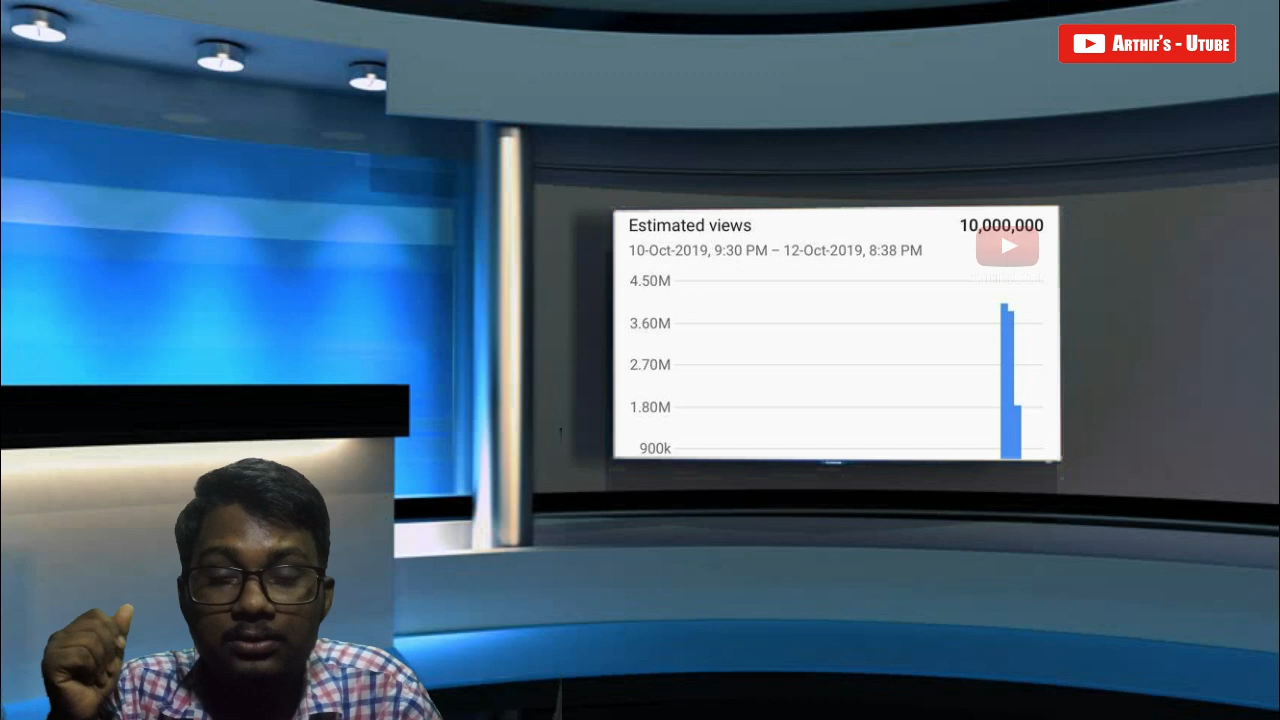 ARTHIF'S - UTUBE
Estimated views 10,000,000
10-Oct-2019, 9:30 PM – 12-Oct-2019, 8:38 PM
4.50M
3.60M
2.70M
1.80M
900k